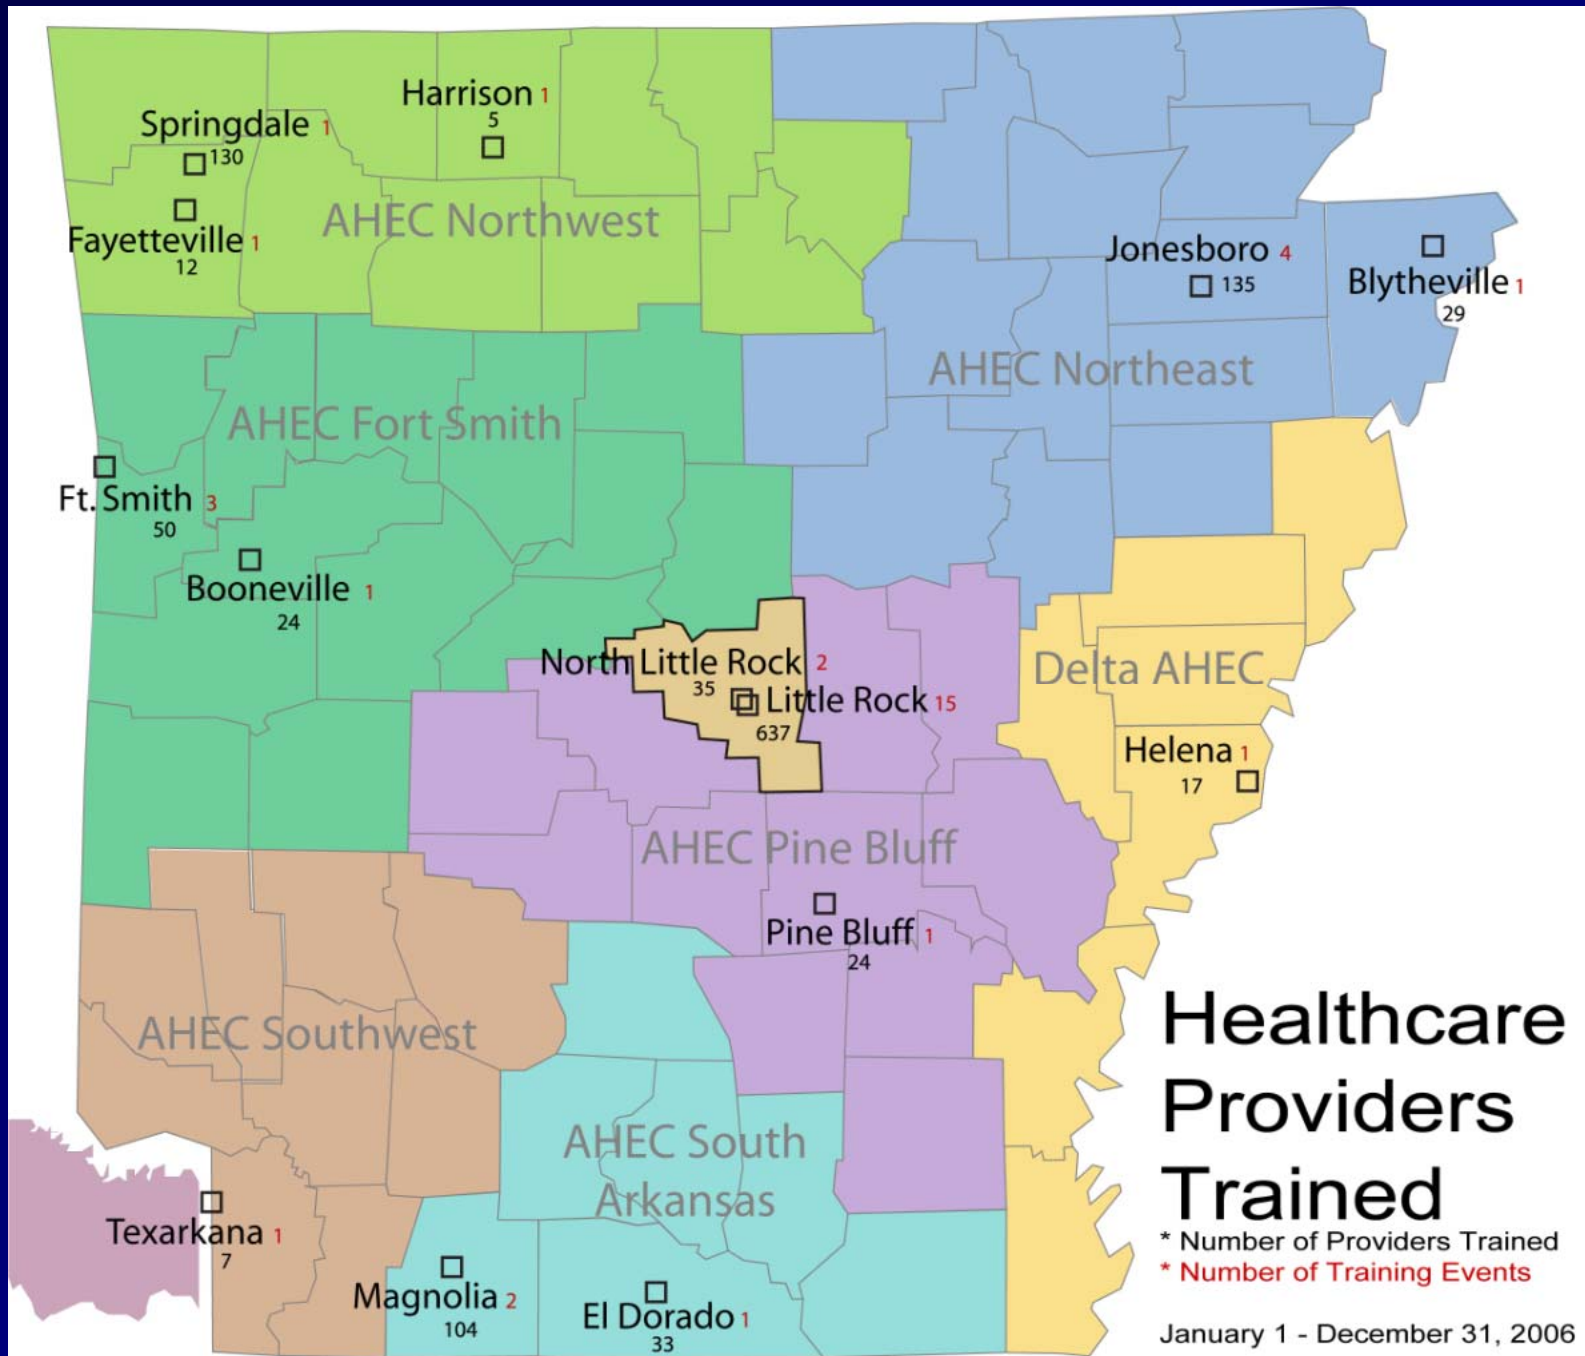 Harrison 1
5
Springdale 1
130
AHEC Northwest
Fayetteville 1
12
Jonesboro 4
135
Blytheville 1
29
AHEC Northeast
AHEC Fort Smith
Ft. Smith 3
50
Booneville 1
24
North Little Rock 2
35
Little Rock 15
637
Delta AHEC
Helena 1
17
AHEC Pine Bluff
Pine Bluff 1
24
AHEC Southwest
AHEC South
Arkansas
Texarkana 1
7
Magnolia 2
104
El Dorado 1
33
Healthcare
Providers
Trained
* Number of Providers Trained
* Number of Training Events
January 1 - December 31, 2006